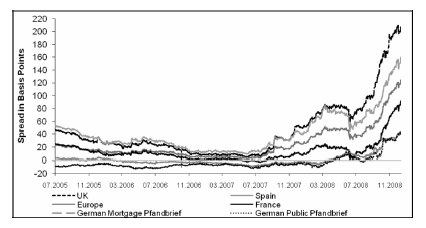 Spread in Basis Points
220
200
180
160
140
120
100
80
60
40
20
0
-20
07.2005 11.2005 03.2006 07.2006 11.2006 03.2007 07.2007 11.2007 03.2008 07.2008 11.2008
UK Spain
Europe France
German Mortgage Pfandbrief German Public Pfandbrief